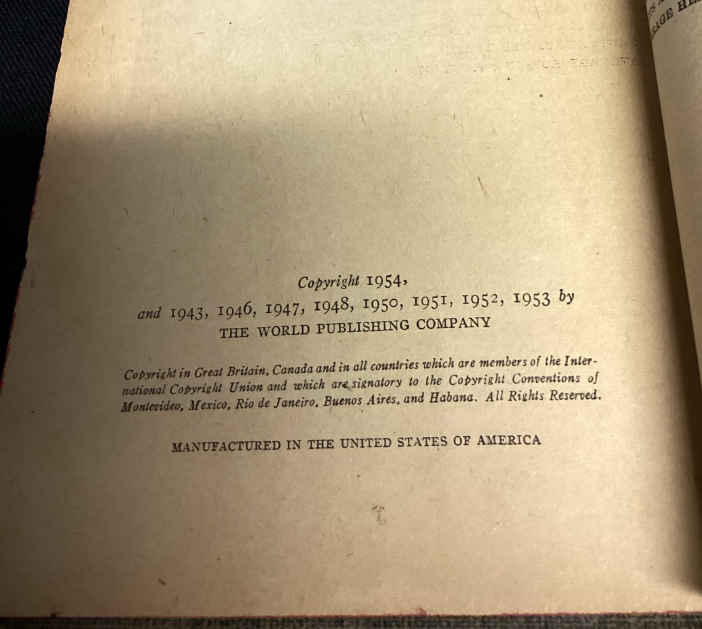 Copyright 1954,
and 1943, 1946, 1947, 1948, 1950, 1951, 1952, 1953 by
THE WORLD PUBLISHING COMPANY
Copyright in Great Britain, Canada and in all countries which are members of the Inter-
national Copyright Union and which are signatory to the Copyright Conventions of
Montevideo, Mexico, Rio de Janeiro, Buenos Aires, and Habana. All Rights Reserved.
MANUFACTURED IN THE UNITED STATES OF AMERICA